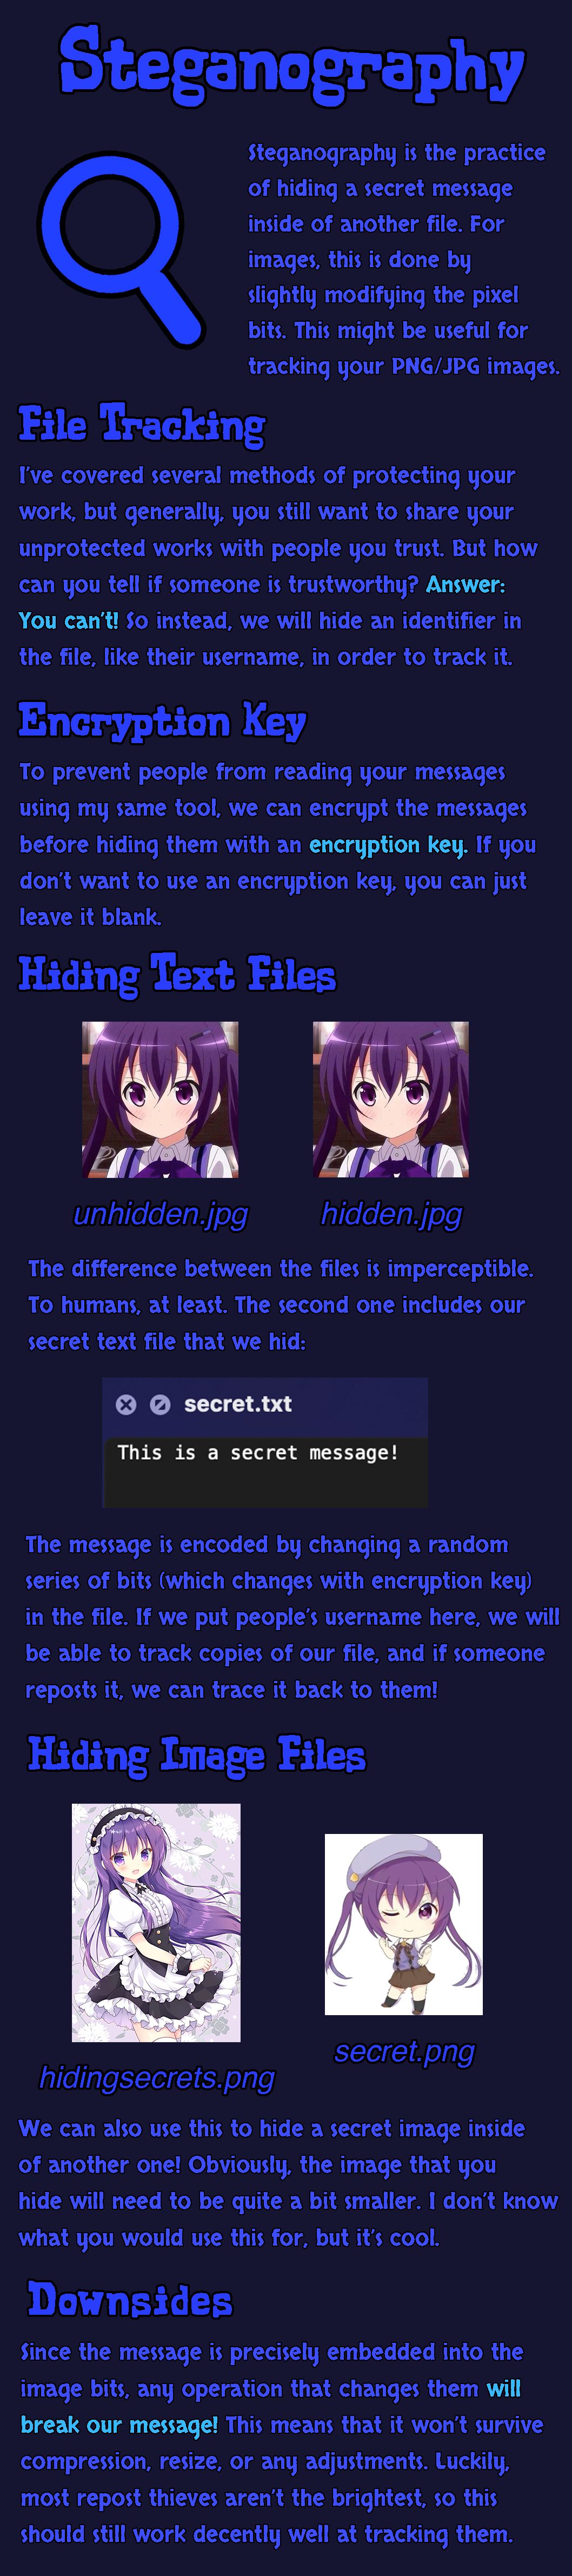 Steganography
Steganography is the practice
of hiding a secret message
inside of another file. For
images, this is done by
slightly modifying the pixel
bits. This might be useful for
tracking your PNG/JPG images.
File Tracking
I've covered several methods of protecting your
work, but generally, you still want to share your
unprotected works with people you trust. But how
can you tell if someone is trustworthy? Answer:
You can't! So instead, we will hide an identifier in
the file, like their username, in order to track it.
Encryption Key
To prevent people from reading your messages
using my same tool, we can encrypt the messages
before hiding them with an encryption key. If you
don't want to use an encryption key, you can just
leave it blank.
Hiding Text Files
unhidden.jpg
hidden.jpg
The difference between the files is imperceptible.
To humans, at least. The second one includes our
secret text file that we hid:
secret.txt
This is a secret message!
The message is encoded by changing a random
series of bits (which changes with encryption key)
in the file. If we put people's username here, we will
be able to track copies of our file, and if someone
reposts it, we can trace it back to them!
Hiding Image Files
hidingsecrets.png
secret.png
We can also use this to hide a secret image inside
of another one! Obviously, the image that you
hide will need to be quite a bit smaller. I don't know
what you would use this for, but it's cool.
Downsides
Since the message is precisely embedded into the
image bits, any operation that changes them will
break our message! This means that it won't survive
compression, resize, or any adjustments. Luckily,
most repost thieves aren't the brightest, so this
should still work decently well at tracking them.